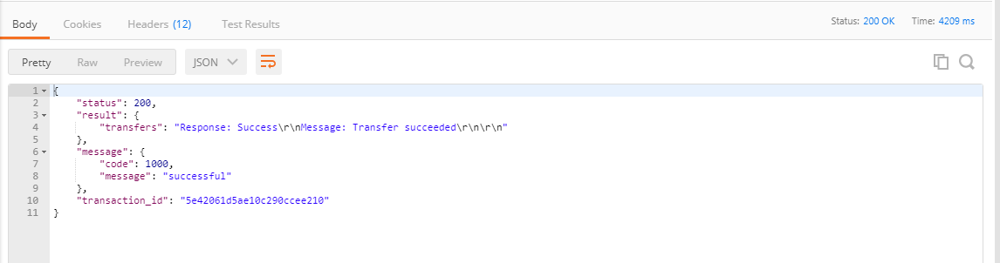 Body Cookies Headers (12) Test Results Status: 200 OK Time: 4209 ms
Pretty Raw Preview JSON
1 {
2 "status": 200,
3 "result": {
4 "transfers": "Response: Success\r\nMessage: Transfer succeeded\r\n\r\n"
5 },
6 "message": {
7 "code": 1000,
8 "message": "successful"
9 },
10 "transaction_id": "5e42061d5ae10c290ccee210"
11 }